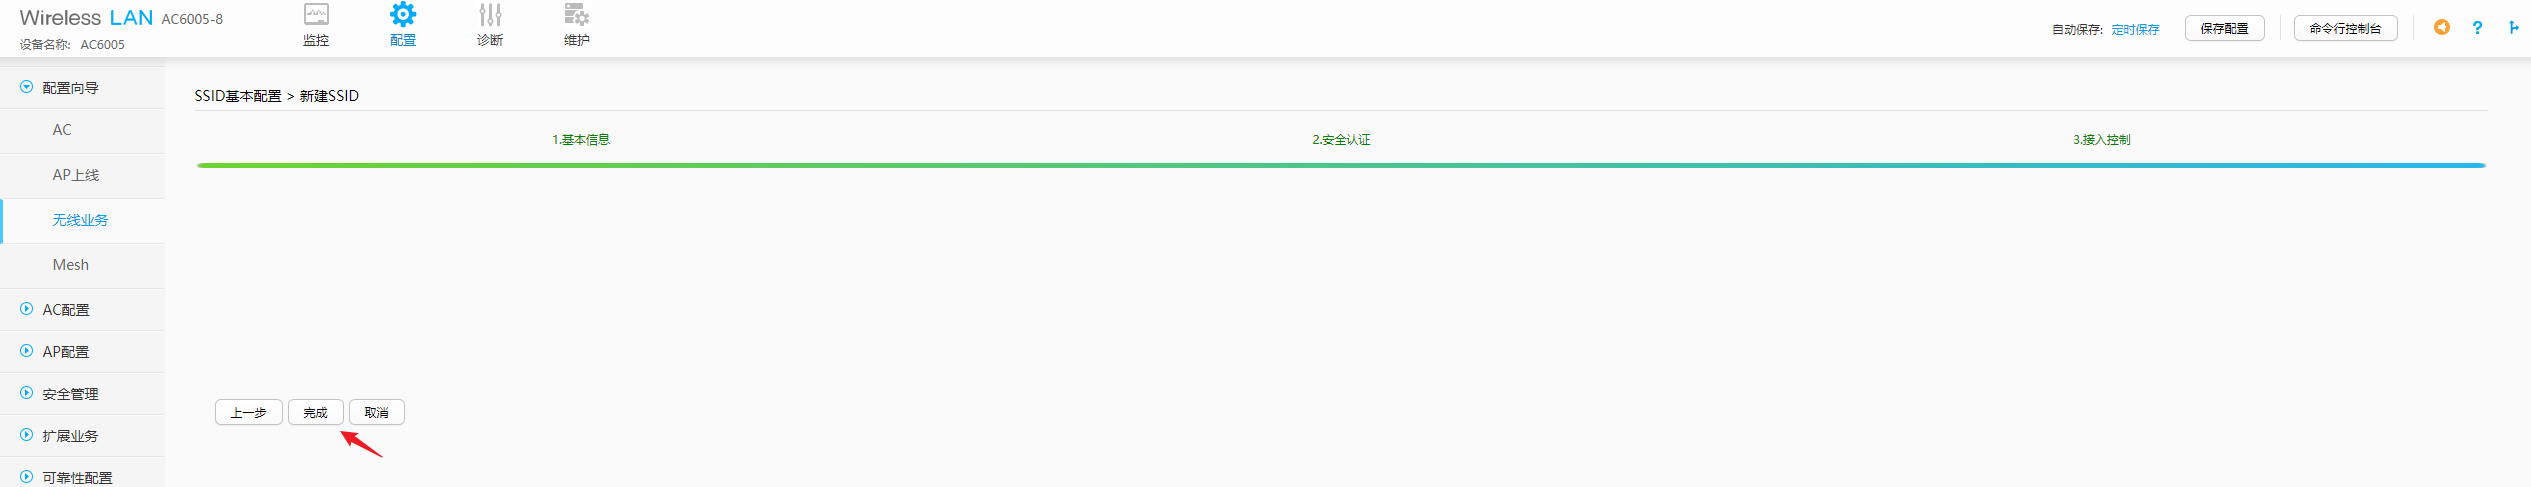 Wireless LAN AC6005-8
设备名称: AC6005
监控
配置
诊断
维护
自动保存: 定时保存
保存配置
命令行控制台
?
配置向导
AC
AP上线
无线业务
Mesh
AC配置
AP配置
安全管理
扩展业务
可靠性配置
SSID基本配置 > 新建SSID
1.基本信息
2.安全认证
3.接入控制
上一步
完成
取消